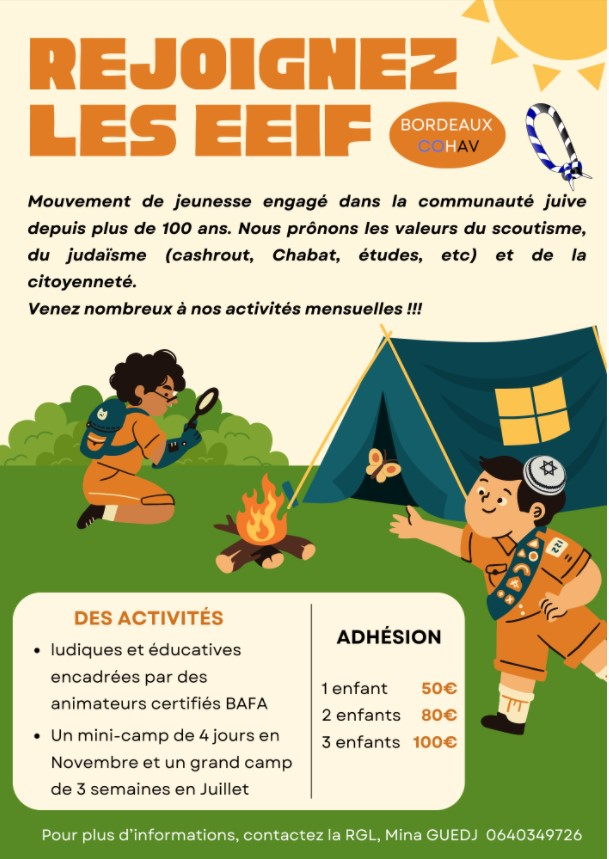 REJOIGNEZ
LES EEIF
BORDEAUX
COHAV
Mouvement de jeunesse engagé dans la communauté juive
depuis plus de 100 ans. Nous prônons les valeurs du scoutisme,
du judaïsme (cashrout, Chabat, études, etc) et de la
citoyenneté.
Venez nombreux à nos activités mensuelles !!!
DES ACTIVITÉS
• ludiques et éducatives
encadrées par des
animateurs certifiés BAFA
• Un mini-camp de 4 jours en
Novembre et un grand camp
de 3 semaines en Juillet
ADHÉSION
1 enfant 50€
2 enfants 80€
3 enfants 100€
Pour plus d'informations, contactez la RGL, Mina GUEDJ 0640349726